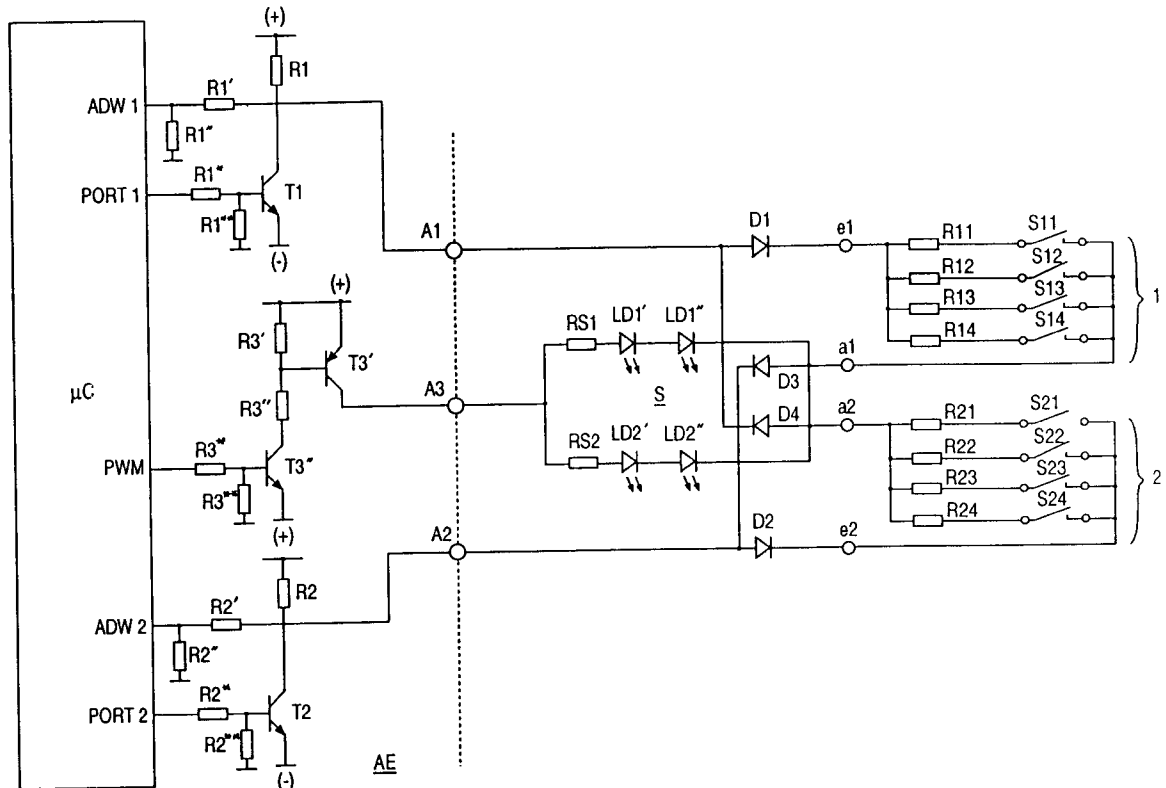 (+)
R1
R1'
ADW 1
R1"
R1*
PORT 1
T1
R1**
(-)
A1
D1
e1
R11
S11
R12
S12
R13
S13
R14
S14
1
(+)
R3'
T3'
RS1
LD1'
LD1"
a1
D3
µC
R3''
A3
S
D4
a2
R21
S21
RS2
LD2'
LD2"
R22
S22
R3*
PWM
T3"
R23
S23
2
R3**
R24
S24
(+)
A2
D2
e2
R2
R2'
ADW 2
R2"
R2*
PORT 2
T2
R2**
(-)
AE